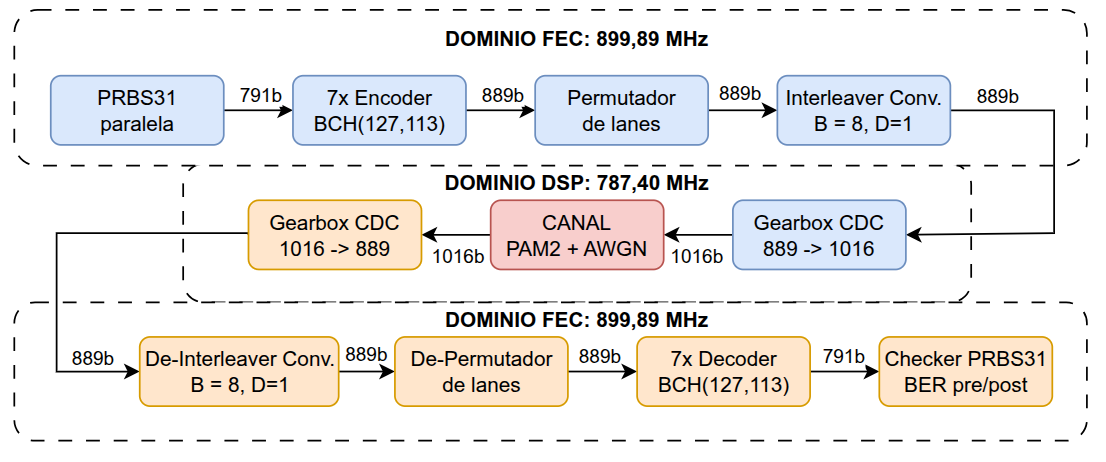 DOMINIO FEC: 899,89 MHz
PRBS31
paralela
791b
7x Encoder
BCH(127,113)
889b
Permutador
de lanes
889b
Interleaver Conv.
B = 8, D=1
889b
DOMINIO DSP: 787,40 MHz
Gearbox CDC
1016 -> 889
1016b
CANAL
PAM2 + AWGN
1016b
Gearbox CDC
889 -> 1016
DOMINIO FEC: 899,89 MHz
889b
De-Interleaver Conv.
B = 8, D=1
889b
De-Permutador
de lanes
889b
7x Decoder
BCH(127,113)
791b
Checker PRBS31
BER pre/post